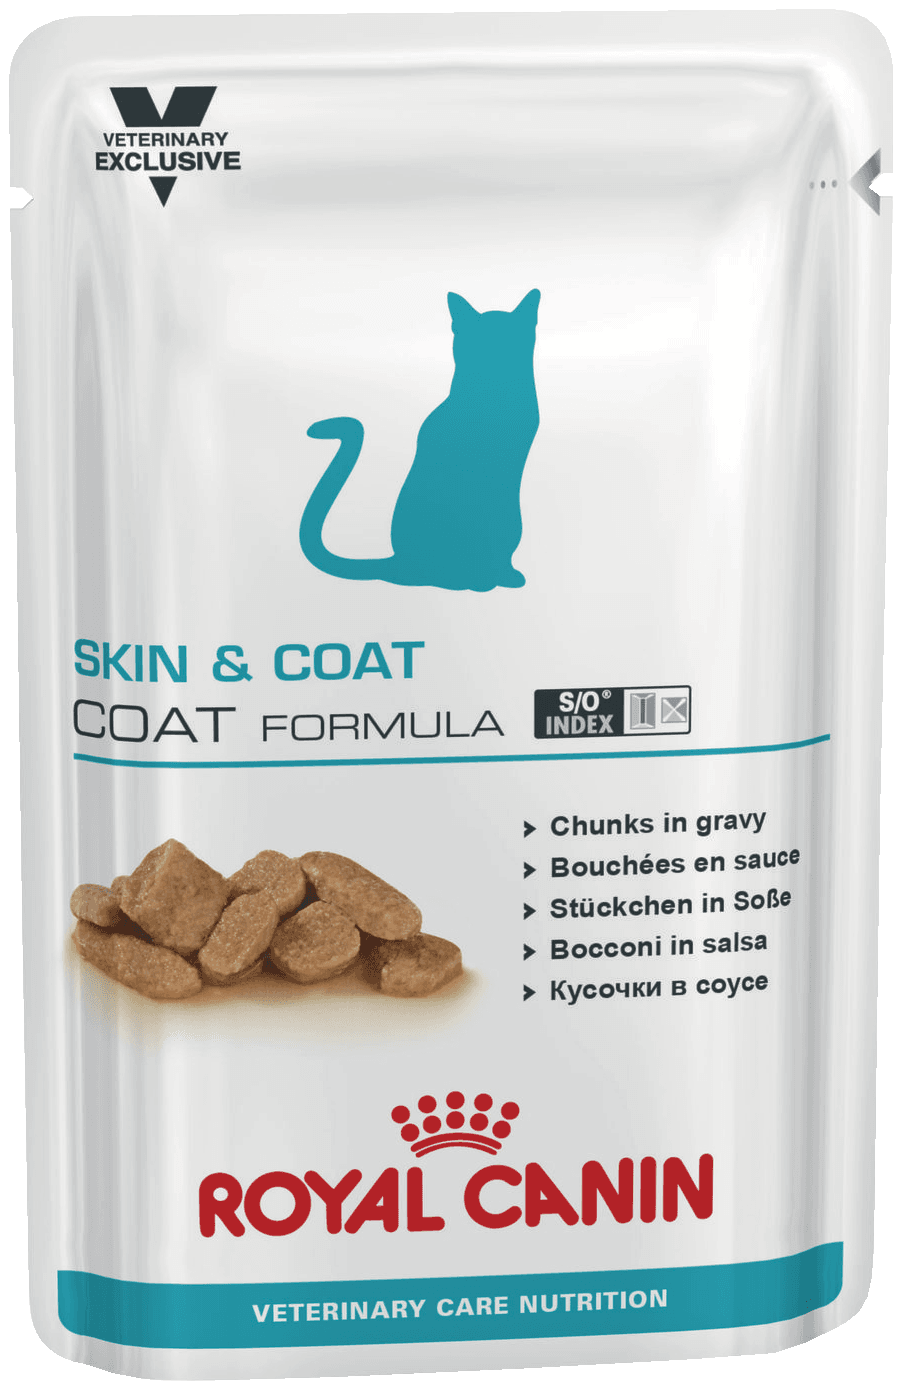 VETERINARY
EXCLUSIVE
SKIN & COAT
COAT FORMULA
S/O®
INDEX
Chunks in gravy
Bouchées en sauce
Stückchen in Soße
Bocconi in salsa
Кусочки в соусе
ROYAL CANIN
VETERINARY CARE NUTRITION